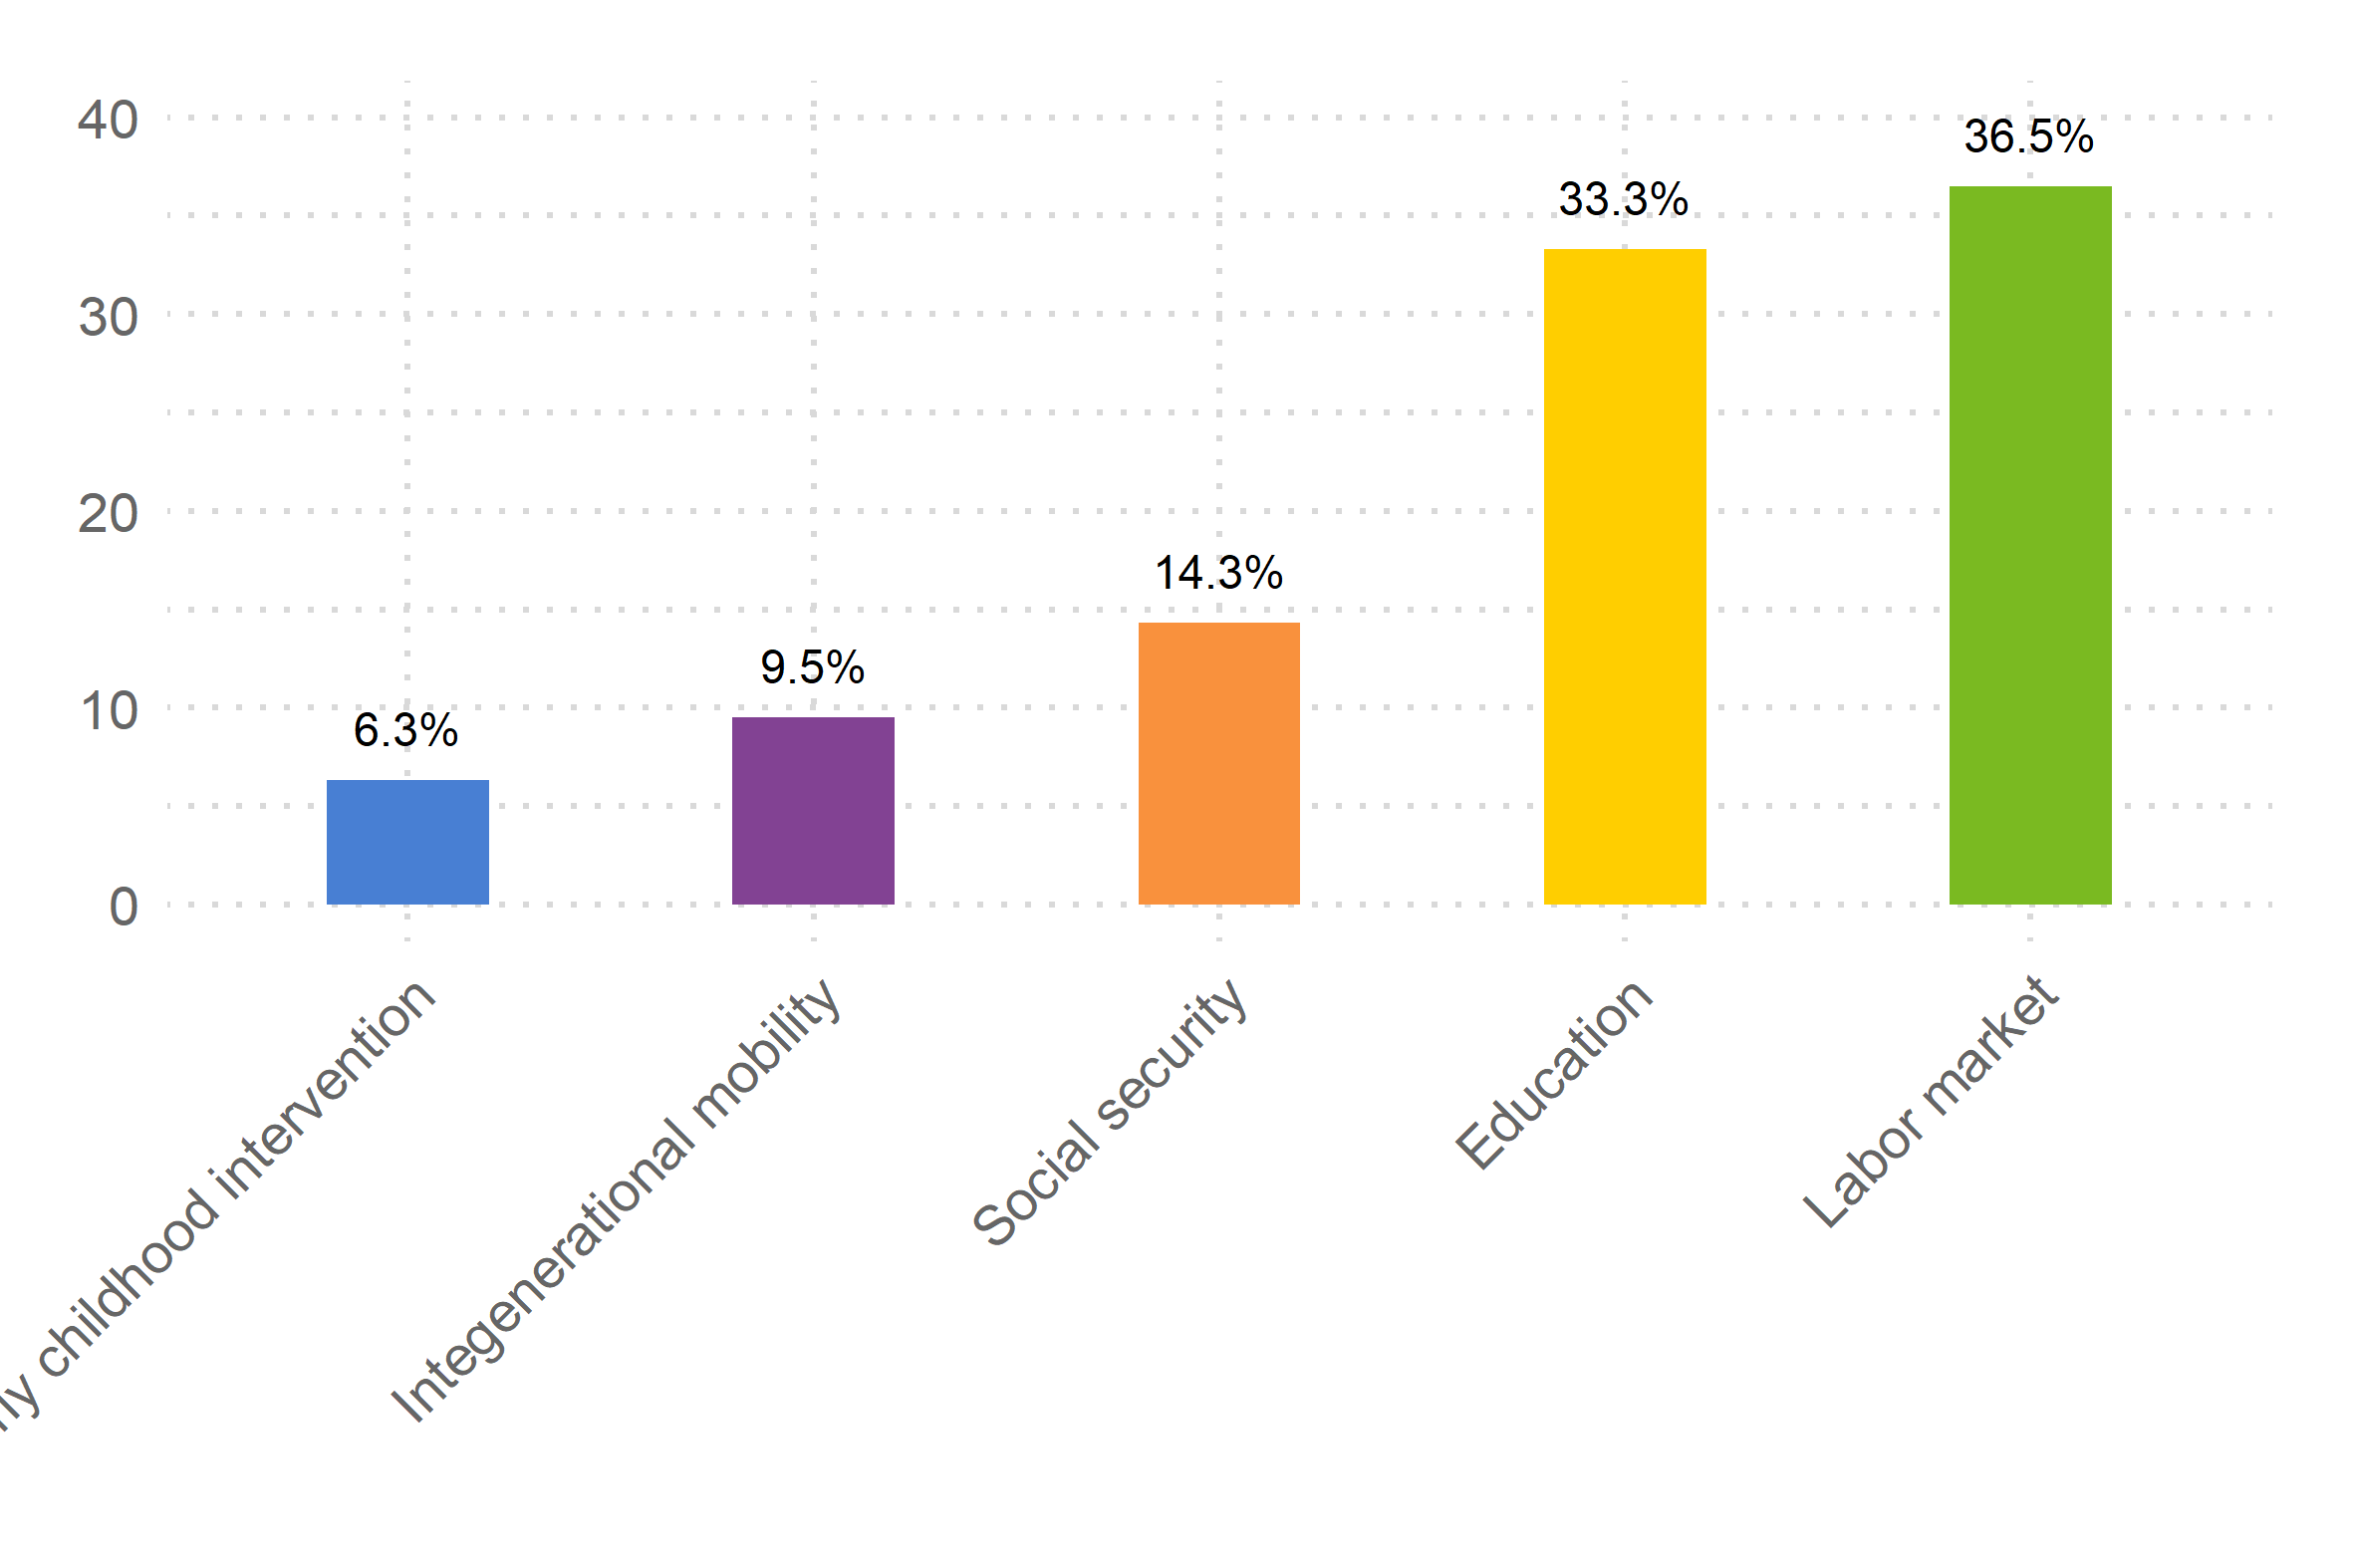 40
30
20
10
0
6.3%
9.5%
14.3%
33.3%
36.5%
childhood intervention
Integenerational mobility
Social security
Education
Labor market